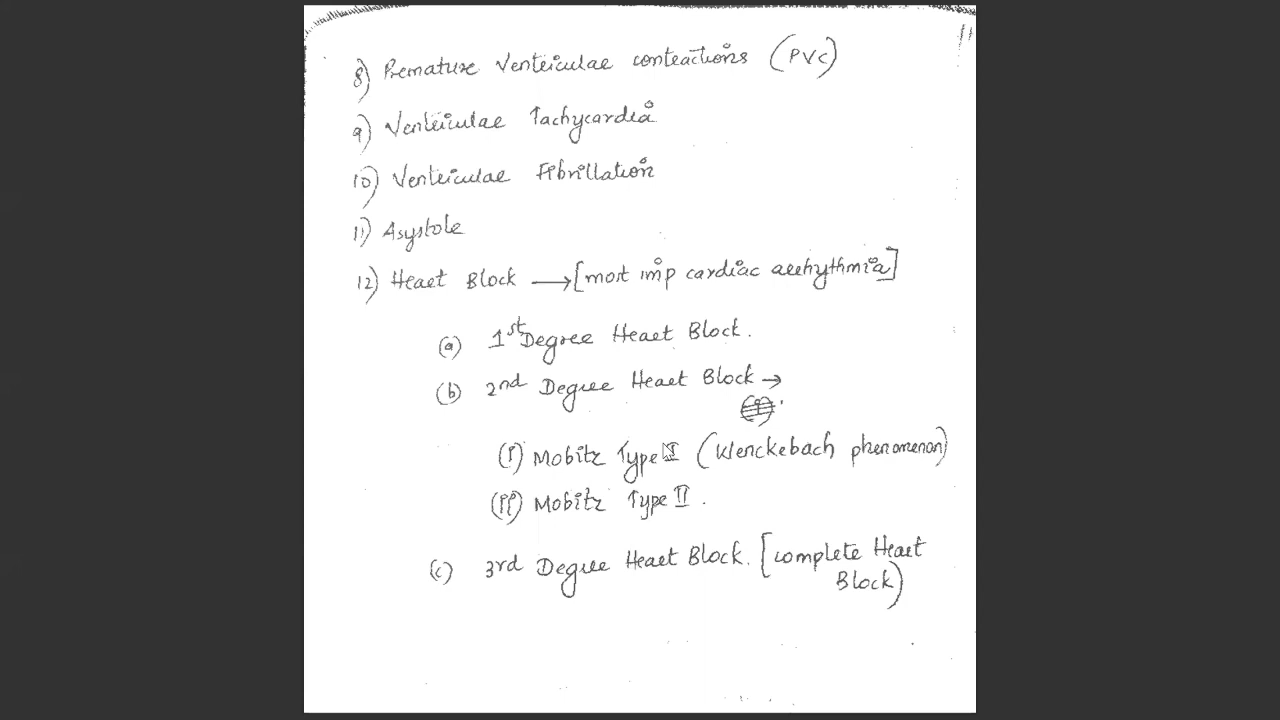 8) Premature Ventricular contractions (PVC)
9) Ventricular Tachycardia
10) Ventricular Fibrillation
11) Asystole
12) Heart Block → [most imp cardiac arrhythmia]
(a) 1st Degree Heart Block.
(b) 2nd Degree Heart Block →
(i) Mobitz Type I (Wenckebach phenomenon)
(ii) Mobitz Type II.
(c) 3rd Degree Heart Block. [complete Heart
Block)